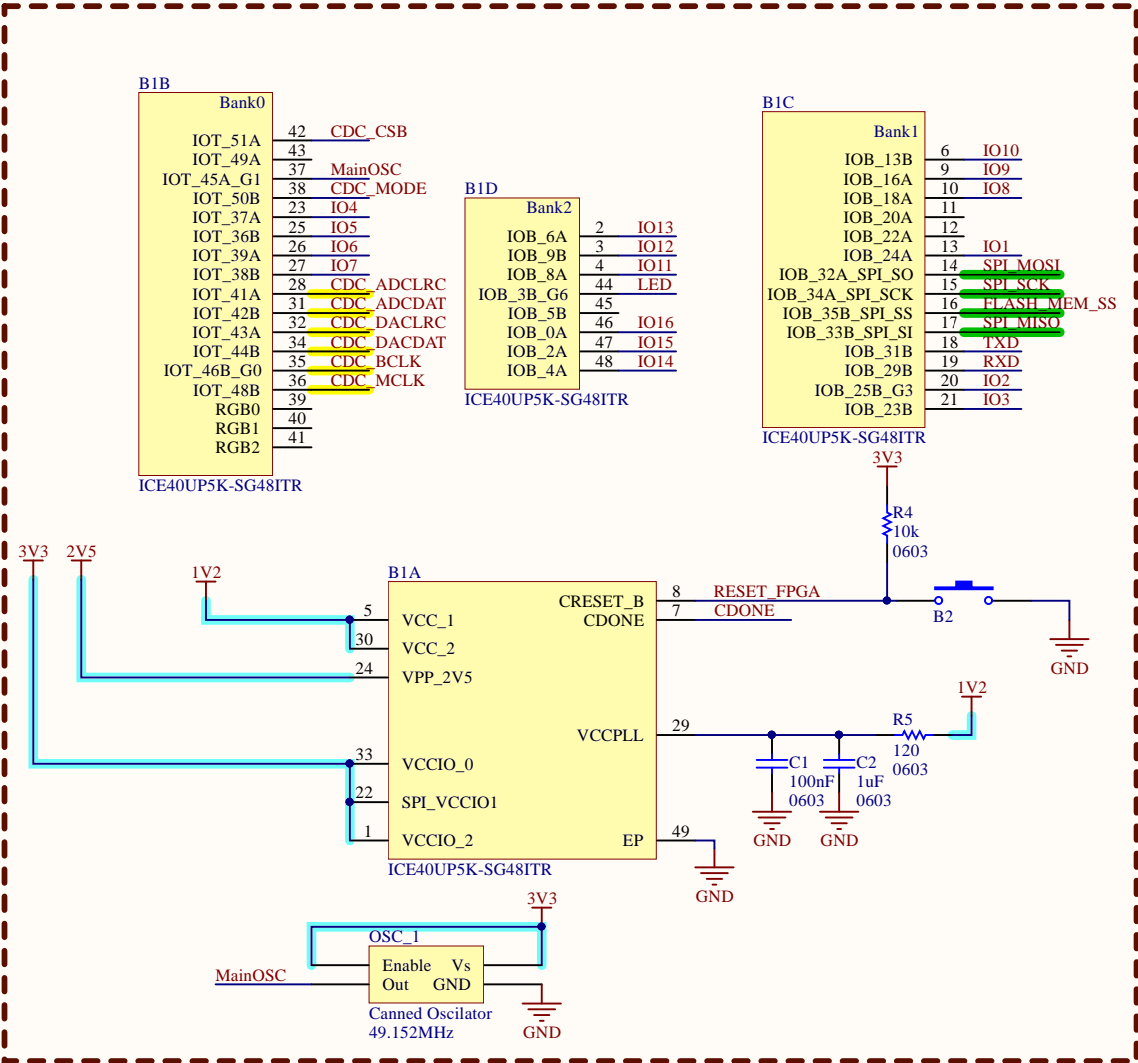 B1B
Bank0
IOT_51A 42 CDC_CSB
IOT_49A 43
IOT_45A_G1 37 MainOSC
IOT_50B 38 CDC_MODE
IOT_37A 23 IO4
IOT_36B 25 IO5
IOT_39A 26 IO6
IOT_38B 27 IO7
IOT_41A 28 CDC_ADCLRC
IOT_42B 31 CDC_ADCDAT
IOT_43A 32 CDC_DACLRC
IOT_44B 34 CDC_DACDAT
IOT_46B_G0 35 CDC_BCLK
IOT_48B 36 CDC_MCLK
RGB0 39
RGB1 40
RGB2 41
ICE40UP5K-SG48ITR
B1D
Bank2
IOB_6A 2 IO13
IOB_9B 3 IO12
IOB_8A 4 IO11
IOB_3B_G6 44 LED
IOB_5B 45
IOB_0A 46 IO16
IOB_2A 47 IO15
IOB_4A 48 IO14
ICE40UP5K-SG48ITR
B1C
Bank1
IOB_13B 6 IO10
IOB_16A 9 IO9
IOB_18A 10 IO8
IOB_20A 11
IOB_22A 12
IOB_24A 13 IO1
IOB_32A_SPI_SO 14 SPI_MOSI
IOB_34A_SPI_SCK 15 SPI_SCK
IOB_35B_SPI_SS 16 FLASH_MEM_SS
IOB_33B_SPI_SI 17 SPI_MISO
IOB_31B 18 TXD
IOB_29B 19 RXD
IOB_25B_G3 20 IO2
IOB_23B 21 IO3
ICE40UP5K-SG48ITR
3V3
R4
10k
0603
3V3 2V5
1V2
B1A
5 VCC_1
30 VCC_2
24 VPP_2V5
33 VCCIO_0
22 SPI_VCCIO1
1 VCCIO_2
CRESET_B 8 RESET_FPGA
CDONE 7 CDONE
VCCPLL 29
EP 49
ICE40UP5K-SG48ITR
B2
GND
1V2
R5
120
0603
C1
100nF
0603
GND
C2
1uF
0603
GND
GND
3V3
OSC_1
Enable Vs
Out GND
MainOSC
Canned Oscilator
49.152MHz
GND